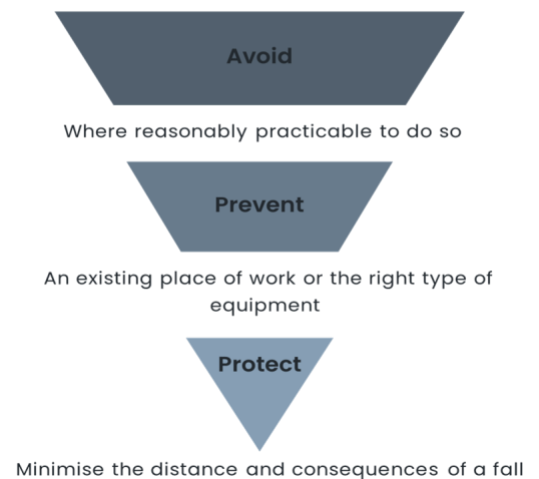 Avoid
Where reasonably practicable to do so
Prevent
An existing place of work or the right type of
equipment
Protect
Minimise the distance and consequences of a fall